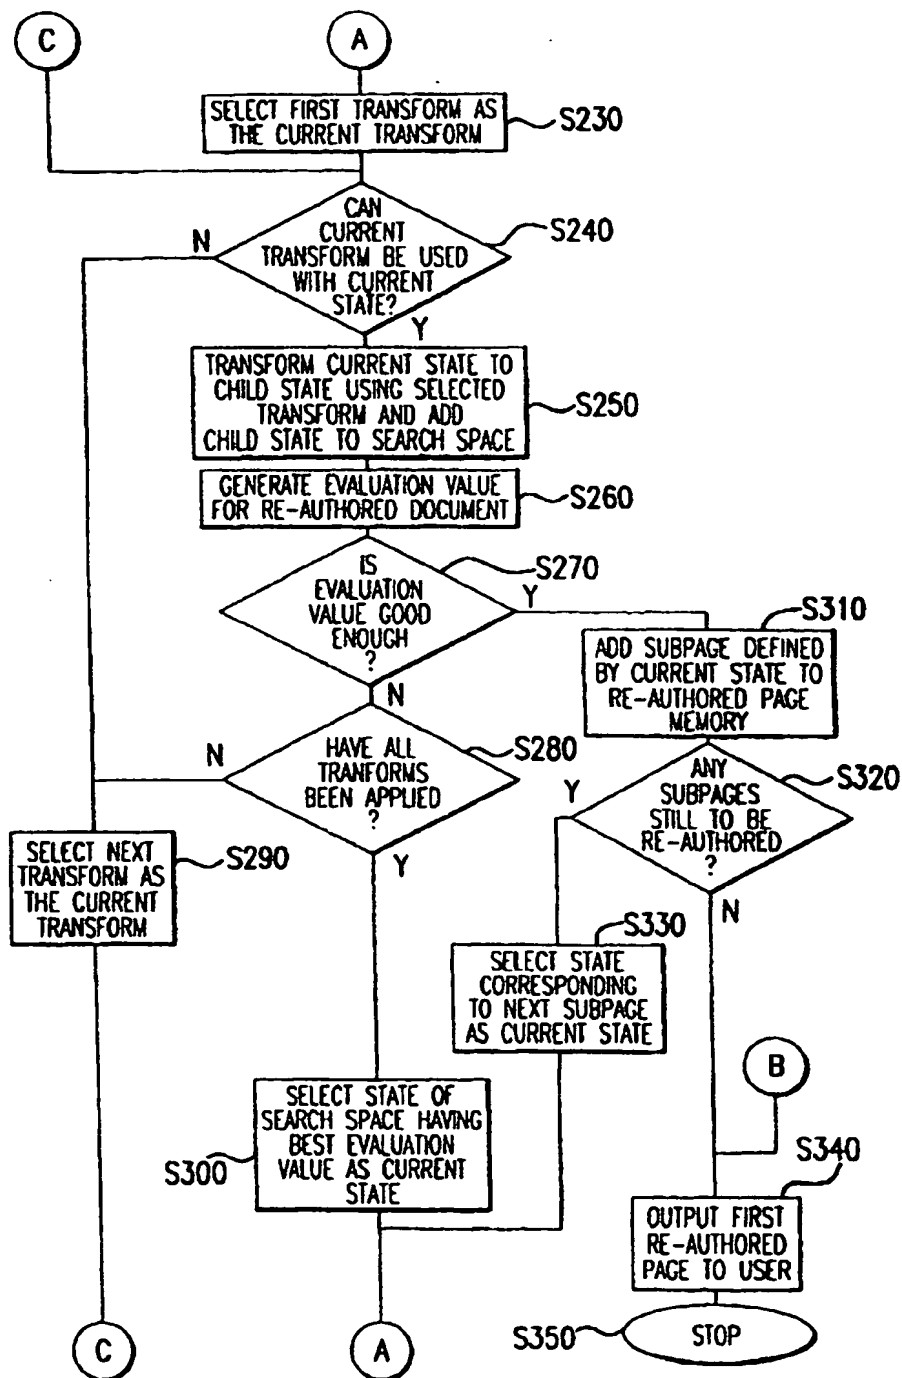 C
A
SELECT FIRST TRANSFORM AS
THE CURRENT TRANSFORM
S230
CAN
CURRENT
TRANSFORM BE USED
WITH CURRENT
STATE?
S240
N
Y
TRANSFORM CURRENT STATE TO
CHILD STATE USING SELECTED
TRANSFORM AND ADD
CHILD STATE TO SEARCH SPACE
S250
GENERATE EVALUATION VALUE
FOR RE-AUTHORED DOCUMENT
S260
IS
EVALUATION
VALUE GOOD
ENOUGH
?
S270
Y
N
S310
ADD SUBPAGE DEFINED
BY CURRENT STATE TO
RE-AUTHORED PAGE
MEMORY
HAVE ALL
TRANFORMS
BEEN APPLIED
?
S280
N
Y
ANY
SUBPAGES
STILL TO BE
RE-AUTHORED
?
S320
Y
N
SELECT NEXT
TRANSFORM AS
THE CURRENT
TRANSFORM
S290
S330
SELECT STATE
CORRESPONDING
TO NEXT SUBPAGE
AS CURRENT STATE
B
SELECT STATE OF
SEARCH SPACE HAVING
BEST EVALUATION
VALUE AS CURRENT
STATE
S300
S340
OUTPUT FIRST
RE-AUTHORED
PAGE TO USER
S350
STOP
C
A